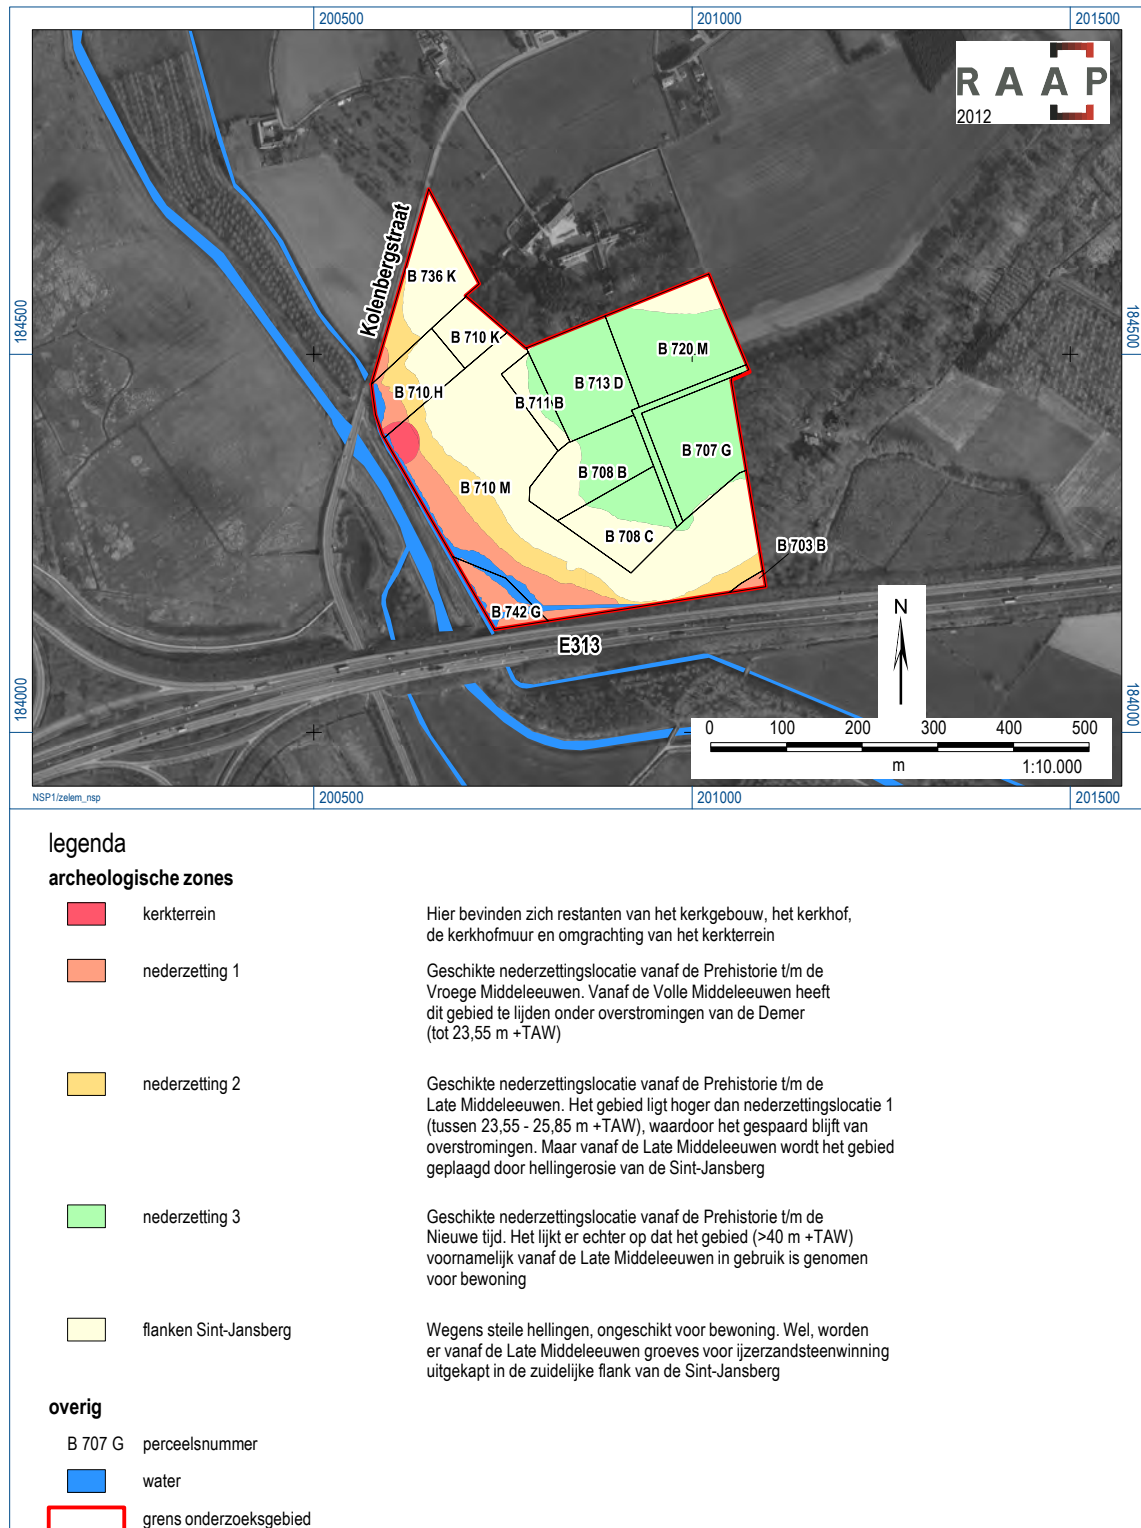 200500
201000
201500
RAAP
2012
184500
184500
Kolenbergstraat
B 736 K
B 710 K
B 720 M
B 713 D
B 710 H
B 711 B
B 707 G
B 708 B
B 710 M
B 708 C
B 703 B
B 742 G
E313
N
184000
184000
0 100 200 300 400 500
m
1:10.000
NSP1/zelem_nsp
200500
201000
201500
legenda
archeologische zones
kerkterrein
Hier bevinden zich restanten van het kerkgebouw, het kerkhof,
de kerkhofmuur en omgrachting van het kerkterrein
nederzetting 1
Geschikte nederzettingslocatie vanaf de Prehistorie t/m de
Vroege Middeleeuwen. Vanaf de Volle Middeleeuwen heeft
dit gebied te lijden onder overstromingen van de Demer
(tot 23,55 m +TAW)
nederzetting 2
Geschikte nederzettingslocatie vanaf de Prehistorie t/m de
Late Middeleeuwen. Het gebied ligt hoger dan nederzettingslocatie 1
(tussen 23,55 - 25,85 m +TAW), waardoor het gespaard blijft van
overstromingen. Maar vanaf de Late Middeleeuwen wordt het gebied
geplaagd door hellingerosie van de Sint-Jansberg
nederzetting 3
Geschikte nederzettingslocatie vanaf de Prehistorie t/m de
Nieuwe tijd. Het lijkt er echter op dat het gebied (>40 m +TAW)
voornamelijk vanaf de Late Middeleeuwen in gebruik is genomen
voor bewoning
flanken Sint-Jansberg
Wegens steile hellingen, ongeschikt voor bewoning. Wel, worden
er vanaf de Late Middeleeuwen groeves voor ijzerzandsteenwinning
uitgekapt in de zuidelijke flank van de Sint-Jansberg
overig
B 707 G perceelsnummer
water
grens onderzoeksgebied